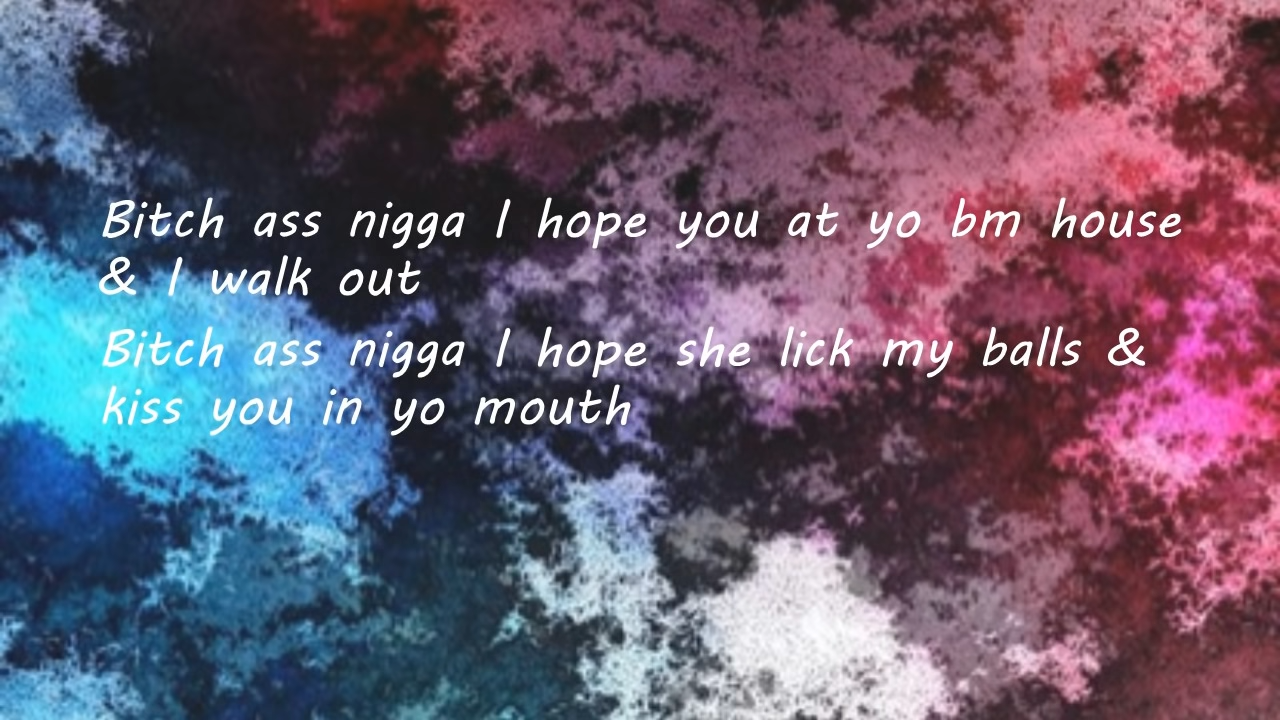 Bitch ass nigga I hope you at yo bm house
& I walk out
Bitch ass nigga I hope she lick my balls &
kiss you in yo mouth